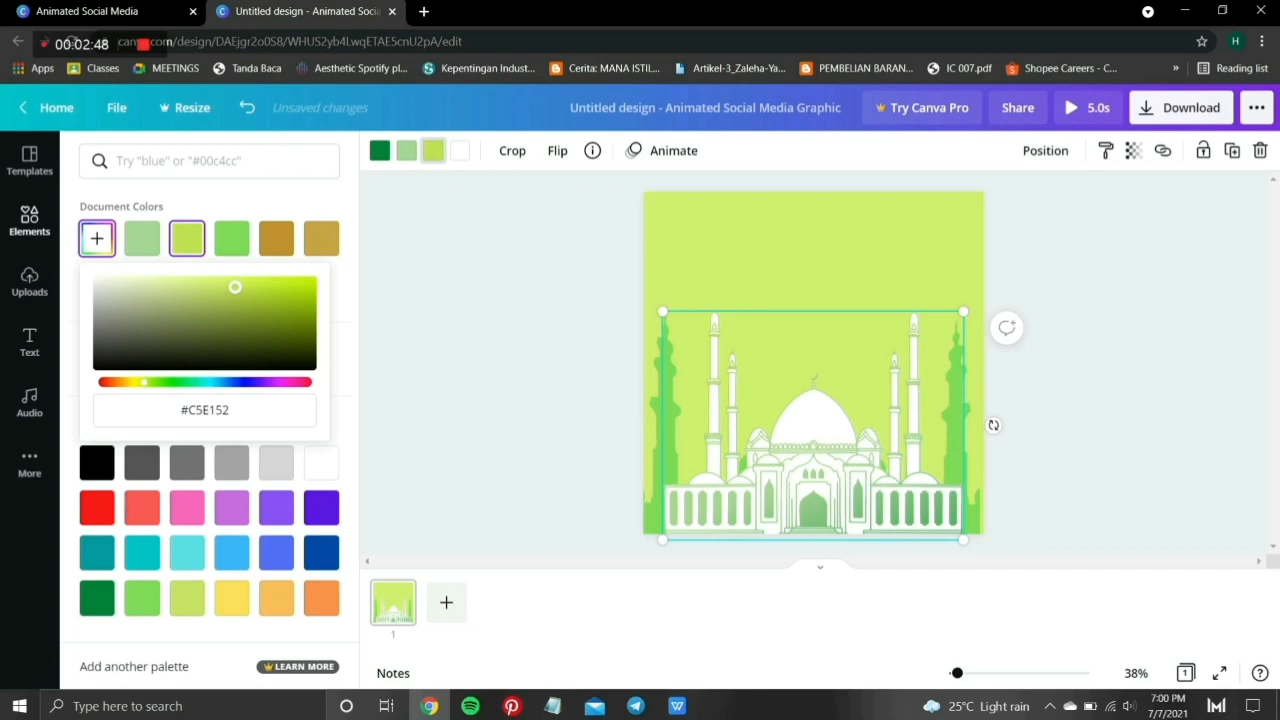 Animated Social Media
Untitled design - Animated Socia
00:02:48
com/design/DAEjgr2o0S8/WHUS2yb4LwqETAE5cnU2pA/edit
H
Apps
Classes
MEETINGS
Tanda Baca
Aesthetic Spotify pl...
Kepentingan Indust...
Cerita: MANA ISTIL...
Artikel-3_Zaleha-Ya...
PEMBELIAN BARAN...
IC 007.pdf
Shopee Careers - C...
»
Reading list
Home
File
Resize
Unsaved changes
Untitled design - Animated Social Media Graphic
Try Canva Pro
Share
5.0s
Download
Templates
Elements
Uploads
Text
Audio
More
Try "blue" or "#00c4cc"
Crop
Flip
Animate
Position
Document Colors
#C5E152
Add another palette
LEARN MORE
1
Notes
38%
1
Type here to search
25°C Light rain
7:00 PM
7/7/2021